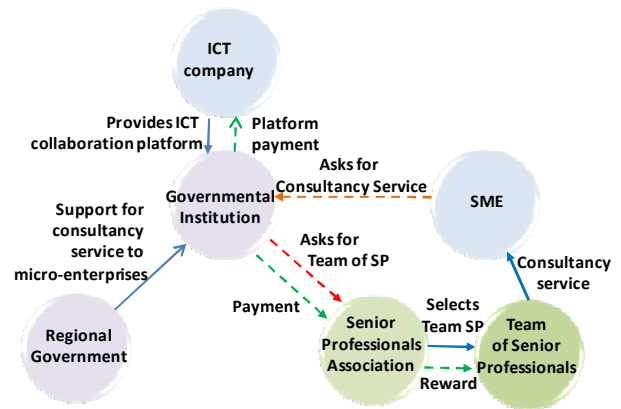 ICT
company
Provides ICT
collaboration platform
Platform
payment
Asks for
Consultancy Service
SME
Governmental
Institution
Support for
consultancy
service to
micro-enterprises
Asks for
Team of SP
Consultancy
service
Payment
Regional
Government
Senior
Professionals
Association
Selects
Team SP
Reward
Team
of Senior
Professionals